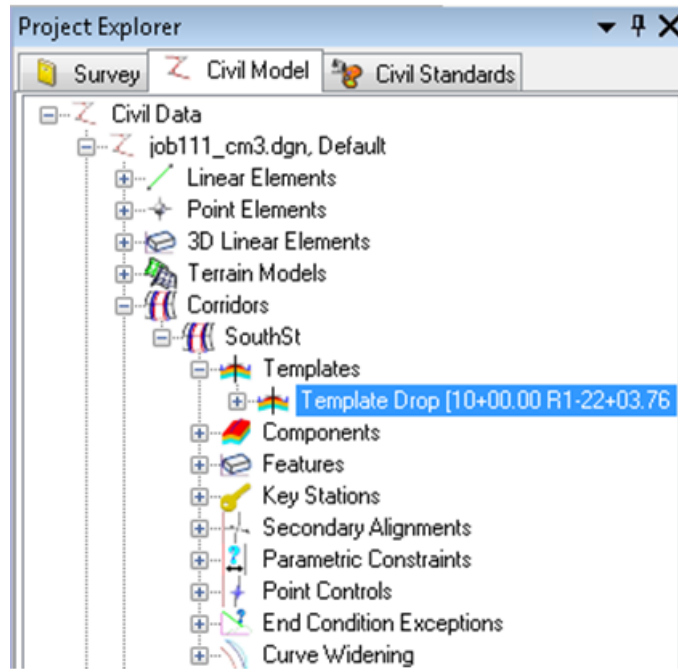 Project Explorer
Survey
Civil Model
Civil Standards
Civil Data
job111_cm3.dgn, Default
Linear Elements
Point Elements
3D Linear Elements
Terrain Models
Corridors
SouthSt
Templates
Template Drop [10+00.00 R1-22+03.76
Components
Features
Key Stations
Secondary Alignments
Parametric Constraints
Point Controls
End Condition Exceptions
Curve Widening